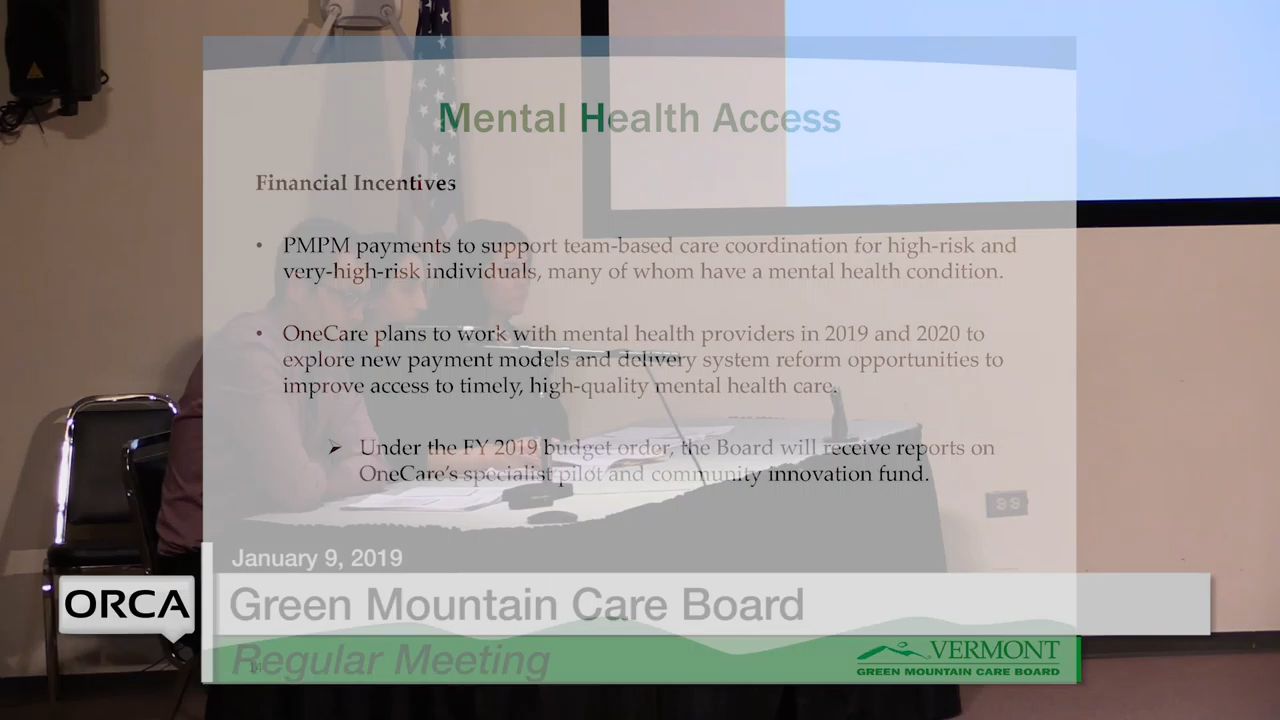 Mental Health Access
Financial Incentives
• PMPM payments to support team-based care coordination for high-risk and
very-high-risk individuals, many of whom have a mental health condition.
• OneCare plans to work with mental health providers in 2019 and 2020 to
explore new payment models and delivery system reform opportunities to
improve access to timely, high-quality mental health care.
➢ Under the FY 2019 budget order, the Board will receive reports on
OneCare's specialist pilot and community innovation fund.
January 9, 2019
ORCA
Green Mountain Care Board
Regular Meeting
14
VERMONT
GREEN MOUNTAIN CARE BOARD